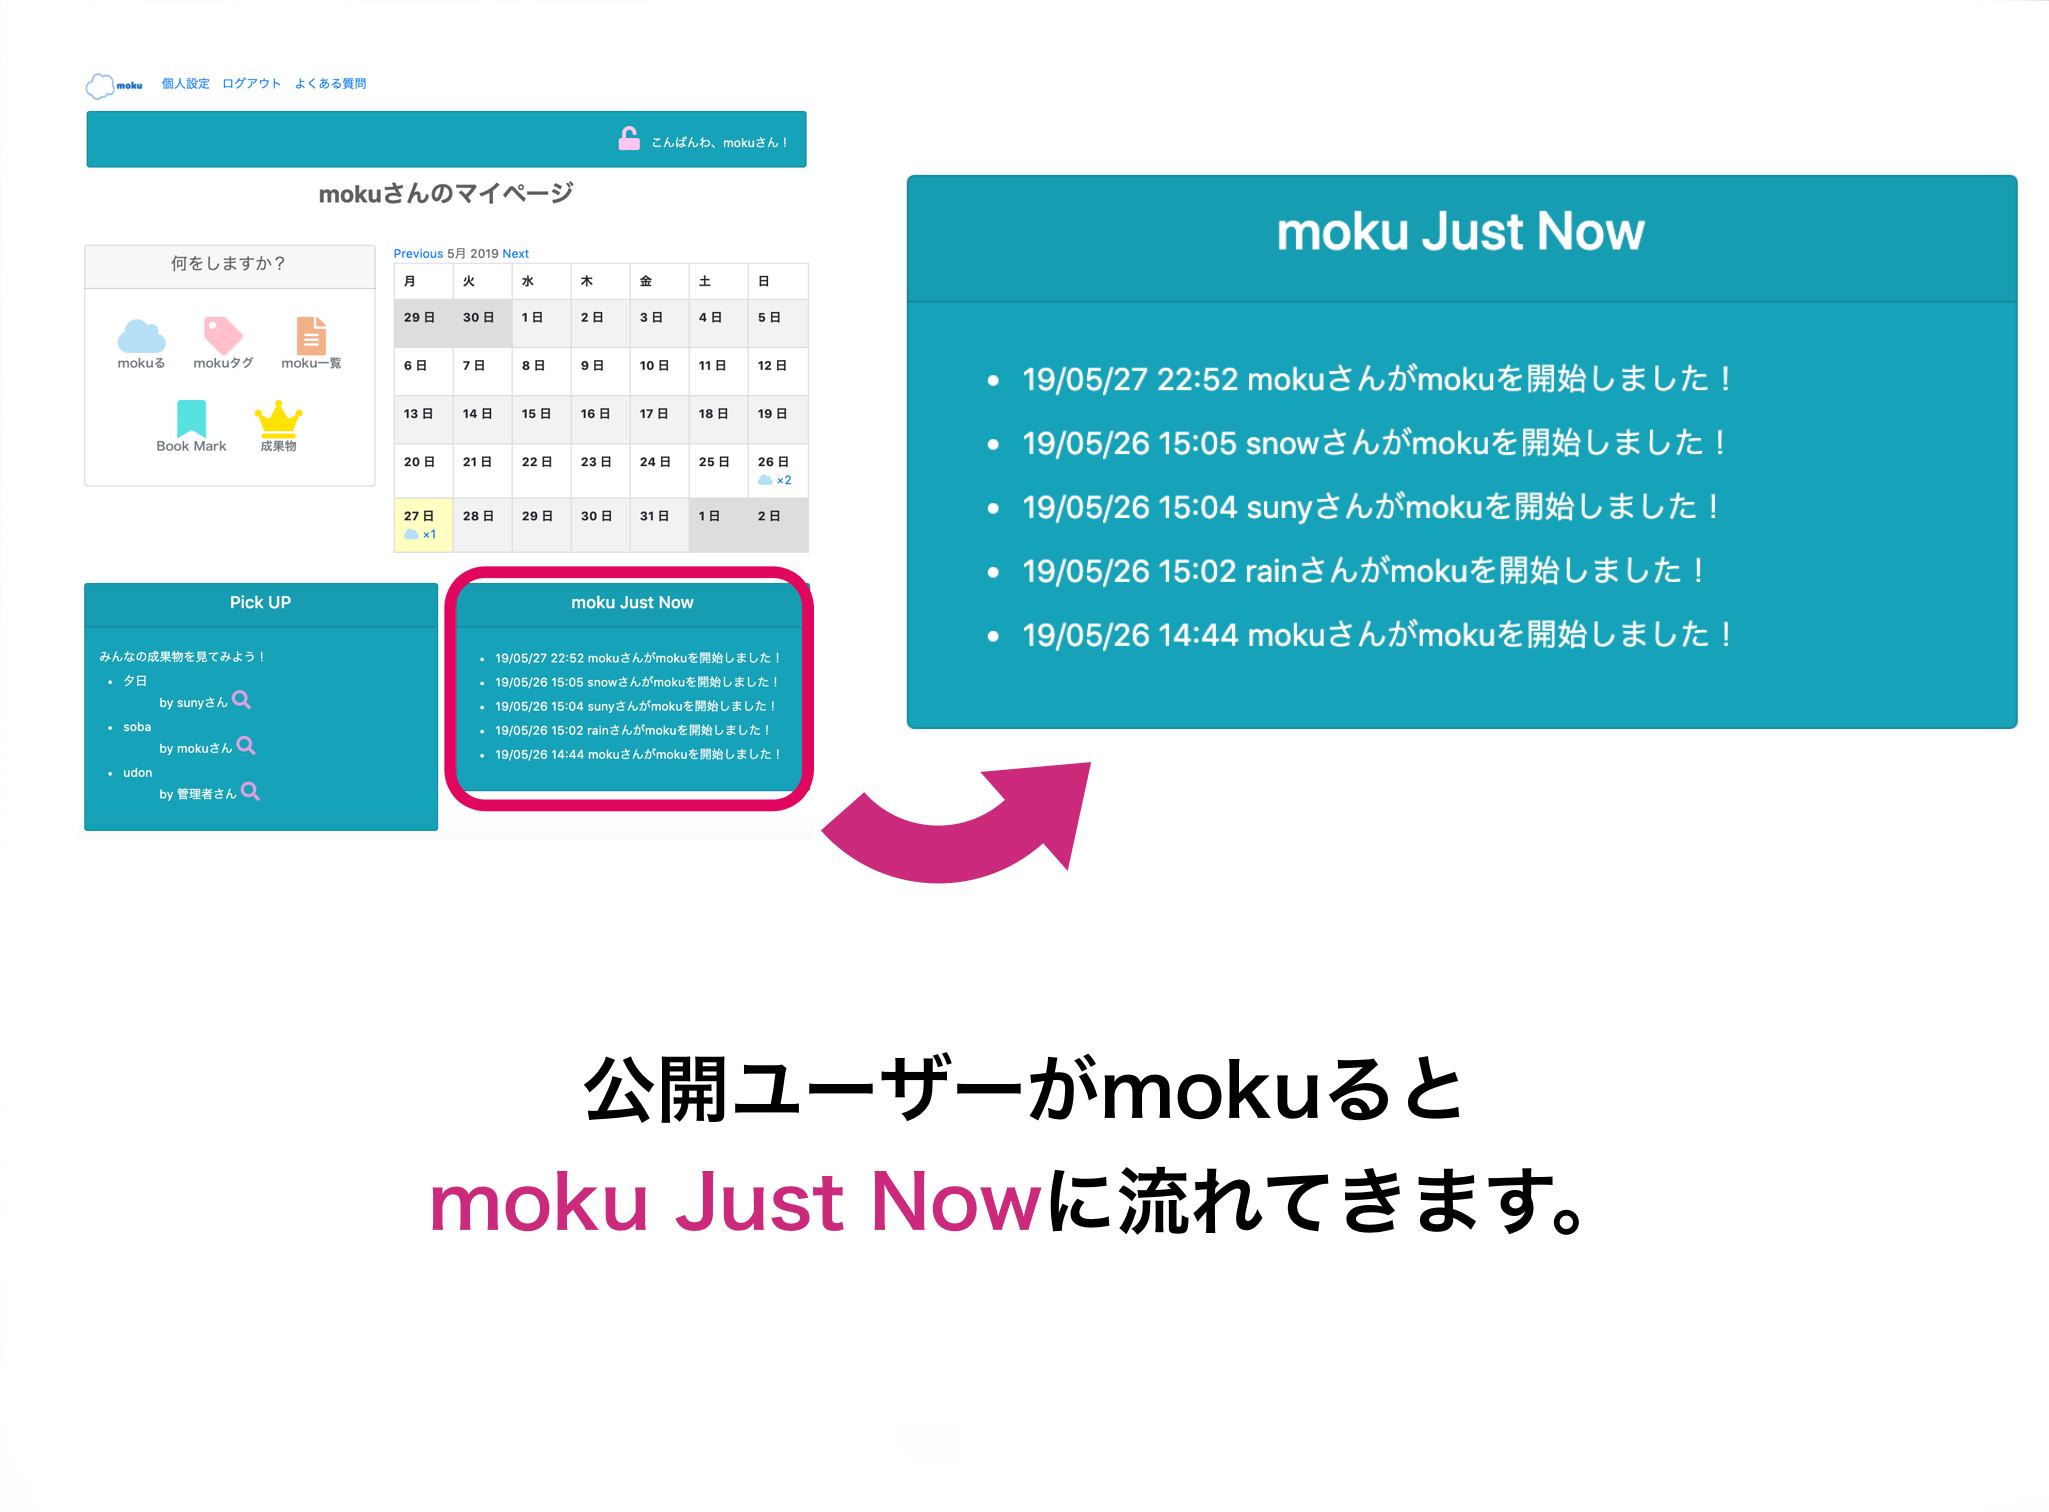 moku 個人設定 ログアウト よくある質問
こんばんわ、mokuさん！
mokuさんのマイページ
何をしますか？
mokuる mokuタグ moku一覧
Book Mark 成果物
Previous 5月 2019 Next
月 火 水 木 金 土 日
29日 30日 1日 2日 3日 4日 5日
6日 7日 8日 9日 10日 11日 12日
13日 14日 15日 16日 17日 18日 19日
20日 21日 22日 23日 24日 25日 26日
×2
27日 28日 29日 30日 31日 1日 2日
×1
Pick UP
みんなの成果物を見てみよう！
• 夕日
by sunyさん
• soba
by mokuさん
• udon
by 管理者さん
moku Just Now
• 19/05/27 22:52 mokuさんがmokuを開始しました！
• 19/05/26 15:05 snowさんがmokuを開始しました！
• 19/05/26 15:04 sunyさんがmokuを開始しました！
• 19/05/26 15:02 rainさんがmokuを開始しました！
• 19/05/26 14:44 mokuさんがmokuを開始しました！
moku Just Now
• 19/05/27 22:52 mokuさんがmokuを開始しました！
• 19/05/26 15:05 snowさんがmokuを開始しました！
• 19/05/26 15:04 sunyさんがmokuを開始しました！
• 19/05/26 15:02 rainさんがmokuを開始しました！
• 19/05/26 14:44 mokuさんがmokuを開始しました！
公開ユーザーがmokuると
moku Just Nowに流れてきます。